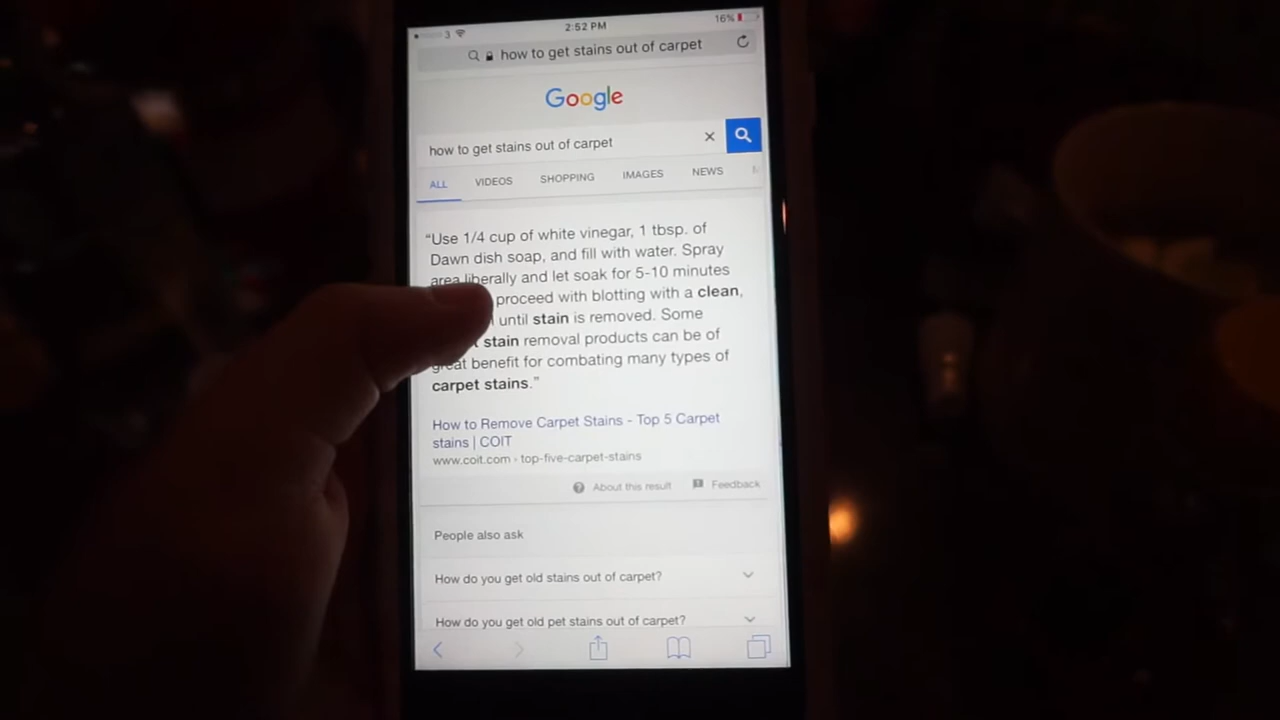 3 2:52 PM 16%
how to get stains out of carpet
Google
how to get stains out of carpet
ALL VIDEOS SHOPPING IMAGES NEWS
“Use 1/4 cup of white vinegar, 1 tbsp. of
Dawn dish soap, and fill with water. Spray
area liberally and let soak for 5-10 minutes
proceed with blotting with a clean,
until stain is removed. Some
stain removal products can be of
great benefit for combating many types of
carpet stains.”
How to Remove Carpet Stains - Top 5 Carpet
stains | COIT
www.coit.com › top-five-carpet-stains
About this result Feedback
People also ask
How do you get old stains out of carpet?
How do you get old pet stains out of carpet?